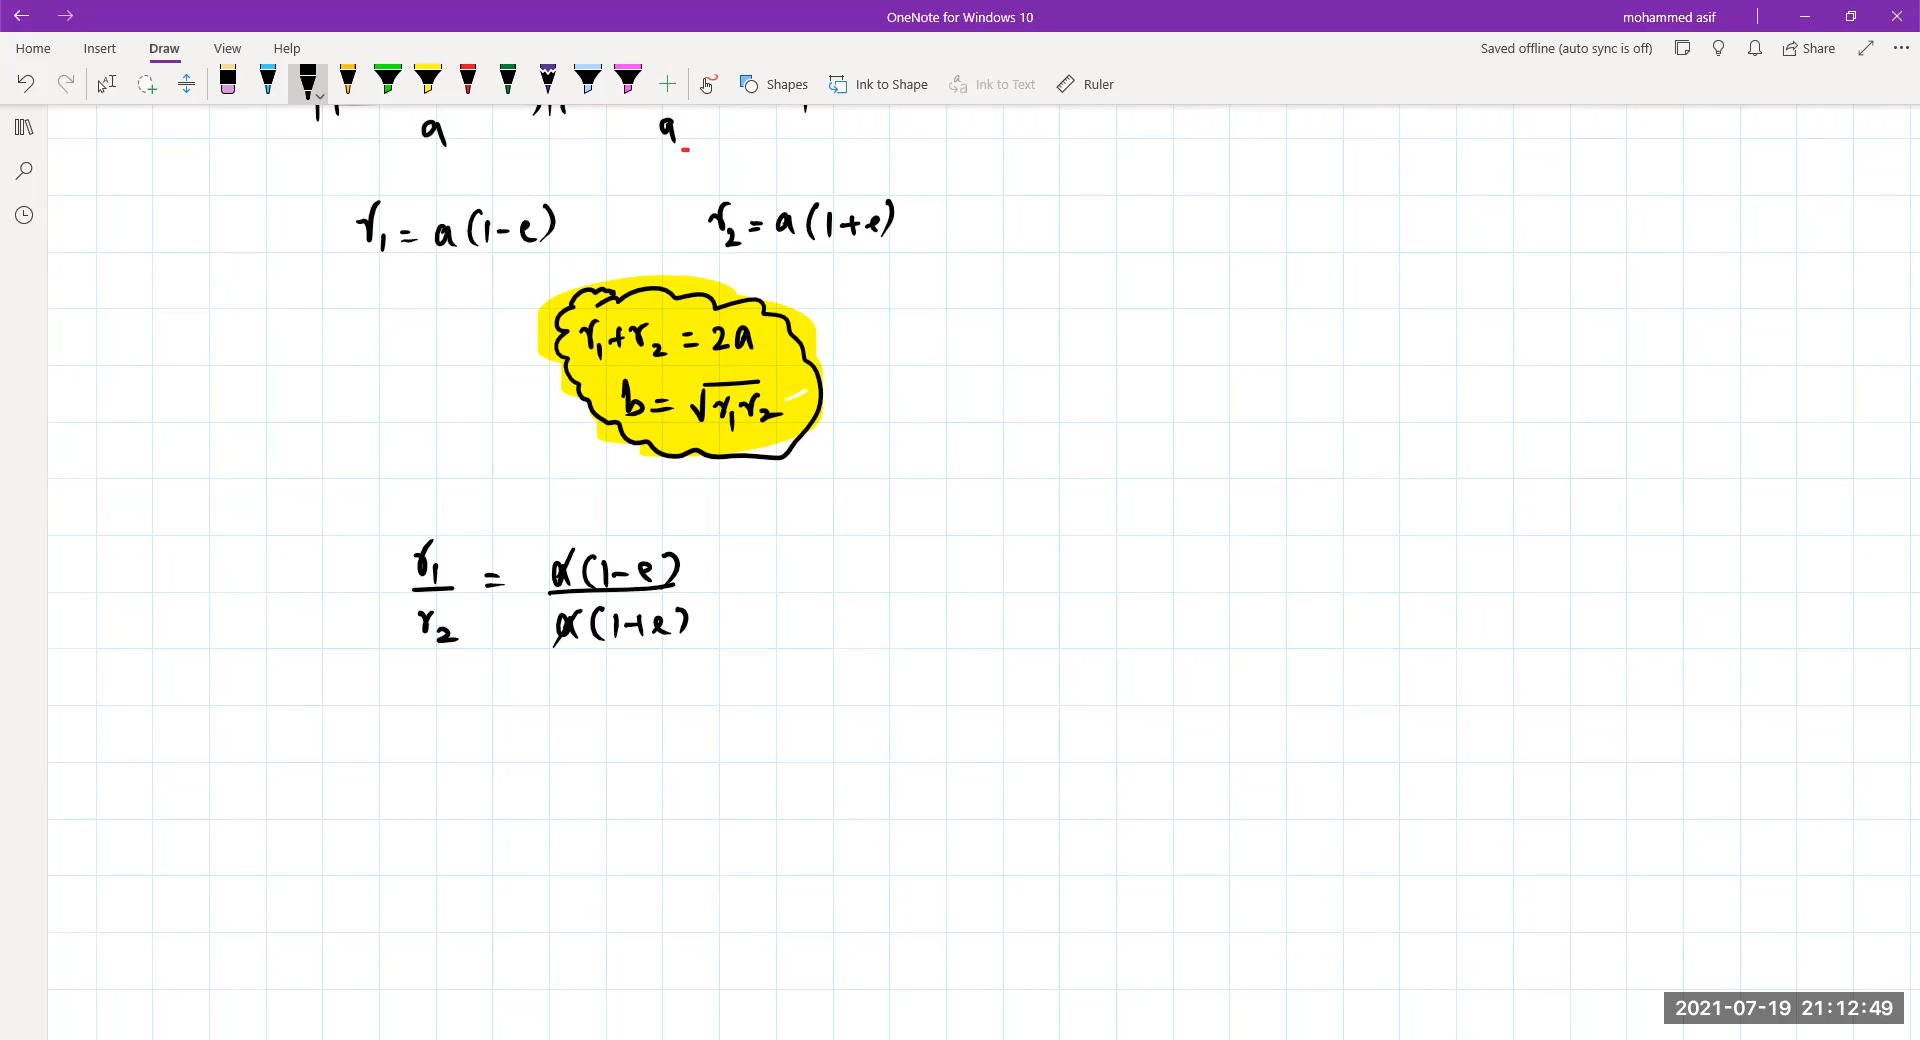 OneNote for Windows 10
mohammed asif
Home Insert Draw View Help
Saved offline (auto sync is off) Share
Shapes Ink to Shape Ink to Text Ruler
a a
r₁ = a(1-e) r₂ = a(1+e)
r₁+r₂ = 2a
b = √r₁r₂
r₁/r₂ = a(1-e)/a(1+e)
2021-07-19 21:12:49